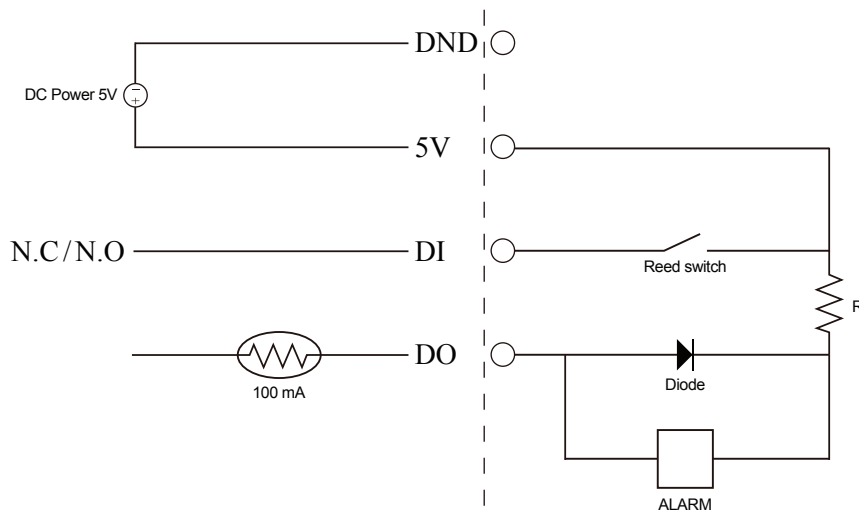 DND
DC Power 5V
5V
N.C/N.O
DI
Reed switch
R
DO
100 mA
Diode
ALARM